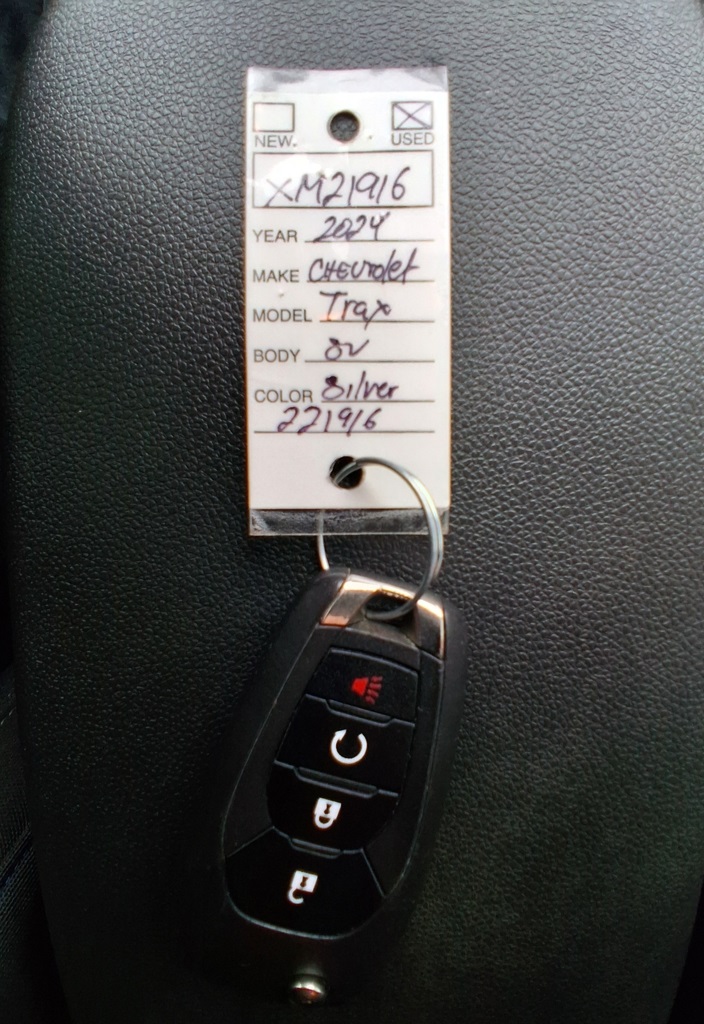 NEW. USED
XM21916
YEAR 2024
MAKE CHEVrolet
MODEL Trax
BODY SV
COLOR Silver
221916